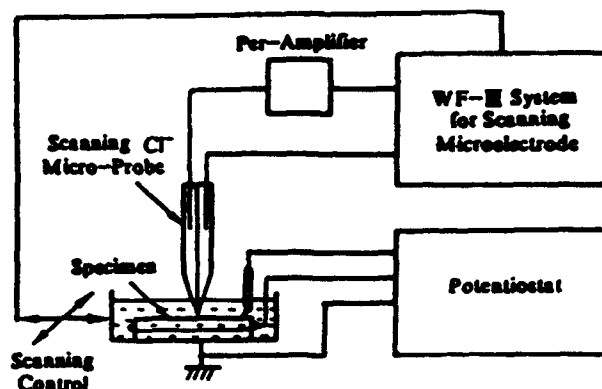 Per-Amplifier
WF-Ⅲ System
for Scanning
Microelectrode
Scanning Cl⁻
Micro-Probe
Specimen
Potentiostat
Scanning
Control